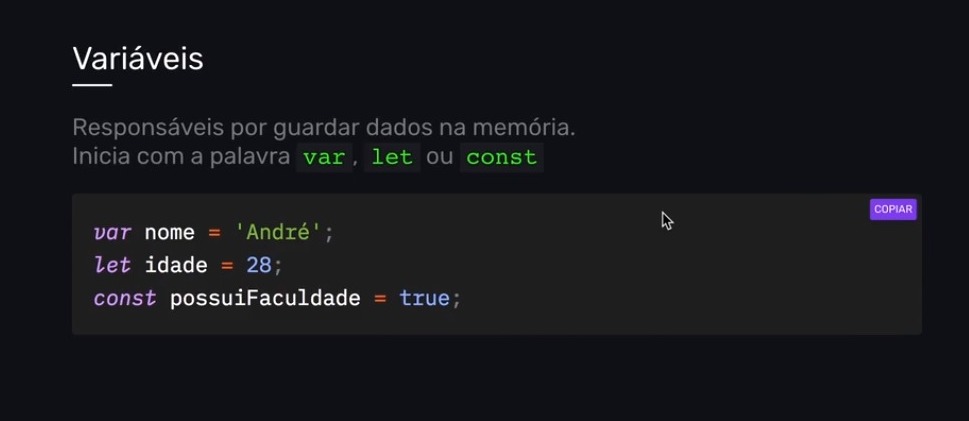 Variáveis
Responsáveis por guardar dados na memória.
Inicia com a palavra var, let ou const
COPIAR
var nome = 'André';
let idade = 28;
const possuiFaculdade = true;